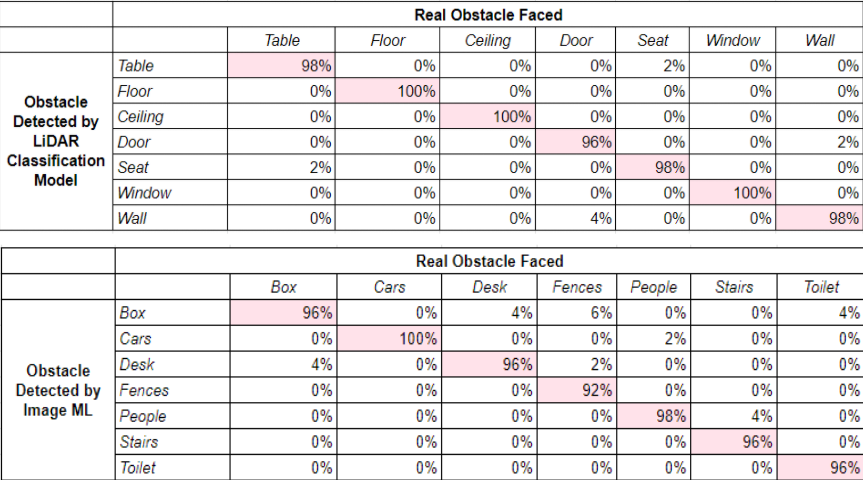 Real Obstacle Faced
Table Floor Ceiling Door Seat Window Wall
Obstacle Detected by LiDAR Classification Model
Table 98% 0% 0% 0% 2% 0% 0%
Floor 0% 100% 0% 0% 0% 0% 0%
Ceiling 0% 0% 100% 0% 0% 0% 0%
Door 0% 0% 0% 96% 0% 0% 2%
Seat 2% 0% 0% 0% 98% 0% 0%
Window 0% 0% 0% 0% 0% 100% 0%
Wall 0% 0% 0% 4% 0% 0% 98%
Real Obstacle Faced
Box Cars Desk Fences People Stairs Toilet
Obstacle Detected by Image ML
Box 96% 0% 4% 6% 0% 0% 4%
Cars 0% 100% 0% 0% 2% 0% 0%
Desk 4% 0% 96% 2% 0% 0% 0%
Fences 0% 0% 0% 92% 0% 0% 0%
People 0% 0% 0% 0% 98% 4% 0%
Stairs 0% 0% 0% 0% 0% 96% 0%
Toilet 0% 0% 0% 0% 0% 0% 96%